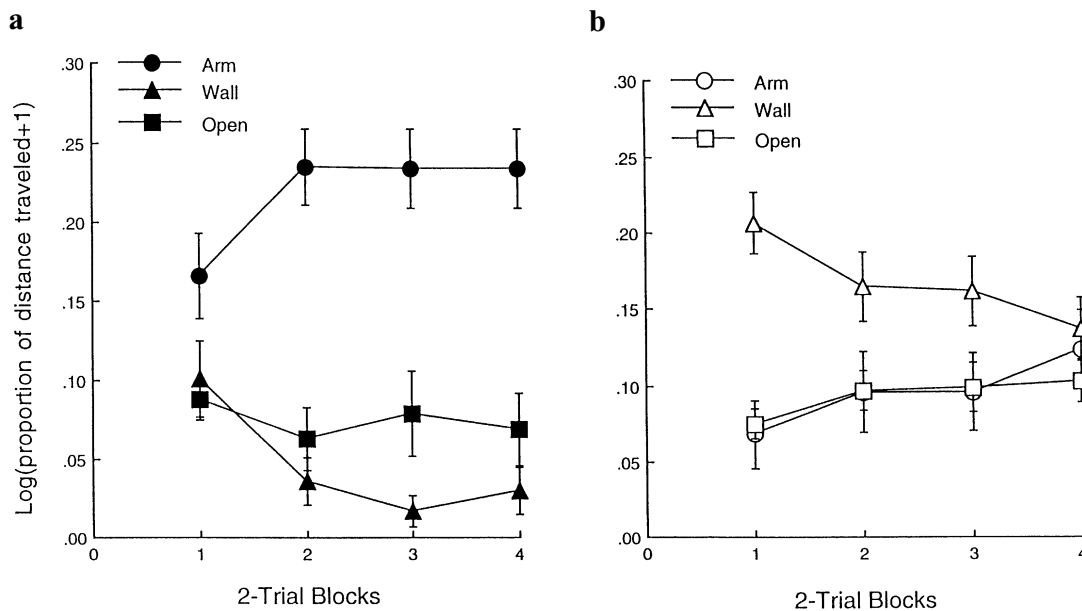 a
Log(proportion of distance traveled+1)
.30
.25
.20
.15
.10
.05
.00
Arm
Wall
Open
0 1 2 3 4
2-Trial Blocks
b
.30
.25
.20
.15
.10
.05
.00
Arm
Wall
Open
0 1 2 3 4
2-Trial Blocks